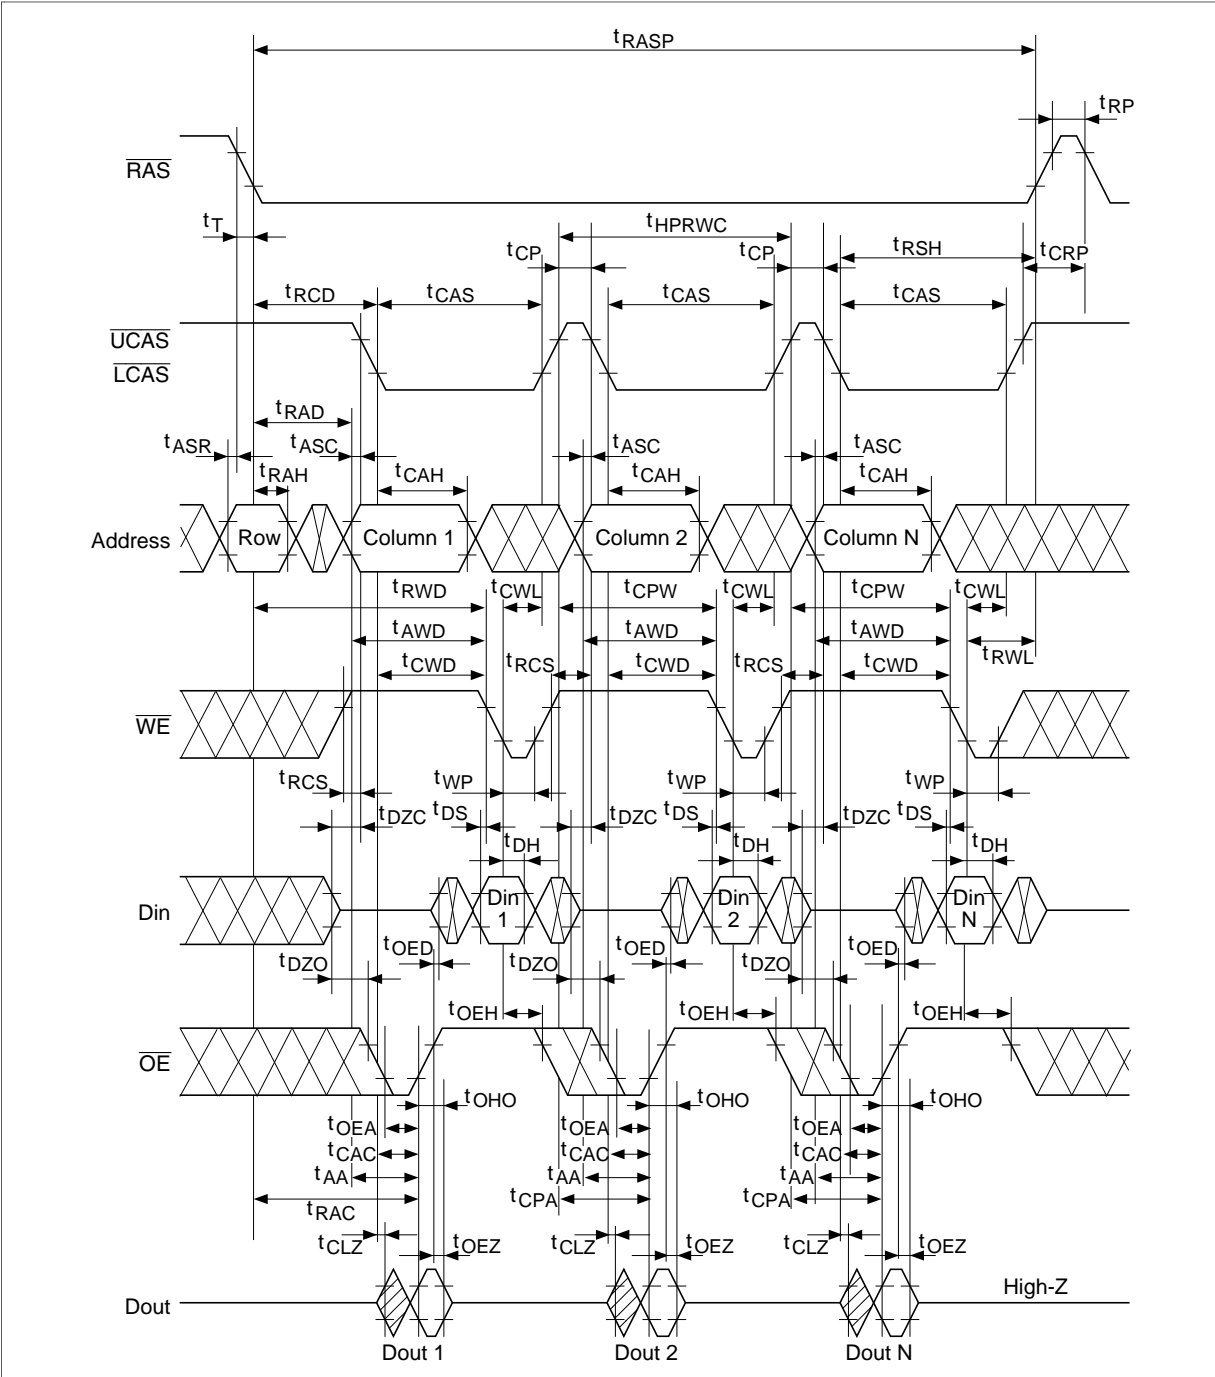 tRASP
tRP
RAS
tT
tHPRWC
tCP
tCP
tRSH
tCRP
tRCD
tCAS
tCAS
tCAS
UCAS
LCAS
tRAD
tASR
tASC
tASC
tASC
tRAH
tCAH
tCAH
tCAH
Address
Row
Column 1
Column 2
Column N
tRWD
tCWL
tCPW
tCWL
tCPW
tCWL
tAWD
tAWD
tAWD
tCWD
tRCS
tCWD
tRCS
tCWD
tRWL
WE
tRCS
tWP
tWP
tWP
tDZC
tDS
tDZC
tDS
tDZC
tDS
tDH
tDH
tDH
Din
Din
1
Din
2
Din
N
tOED
tOED
tOED
tDZO
tDZO
tDZO
tOEH
tOEH
tOEH
OE
tOHO
tOHO
tOHO
tOEA
tOEA
tOEA
tCAC
tCAC
tCAC
tAA
tAA
tAA
tRAC
tCPA
tCPA
tCLZ
tOEZ
tCLZ
tOEZ
tCLZ
tOEZ
High-Z
Dout
Dout 1
Dout 2
Dout N